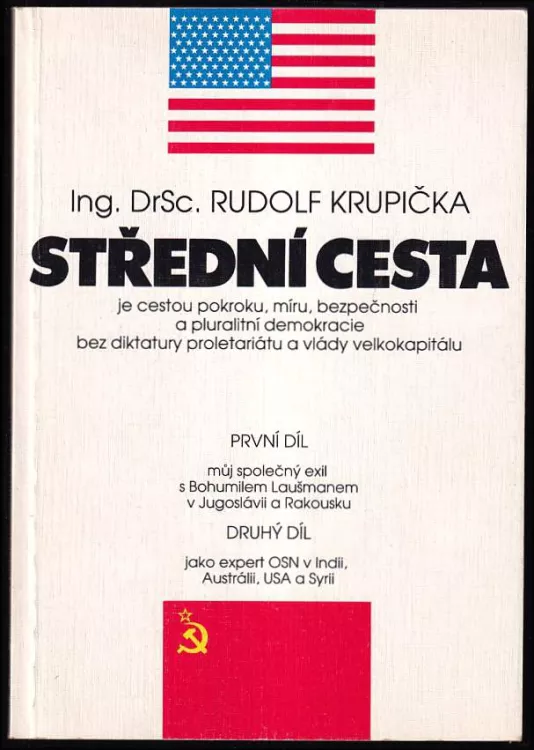 Ing. DrSc. RUDOLF KRUPIČKA
STŘEDNÍ CESTA
je cestou pokroku, míru, bezpečnosti
a pluralitní demokracie
bez diktatury proletariátu a vlády velkokapitálu
PRVNÍ DÍL
můj společný exil
s Bohumilem Laušmanem
v Jugoslávii a Rakousku
DRUHÝ DÍL
jako expert OSN v Indii,
Austrálii, USA a Syrii